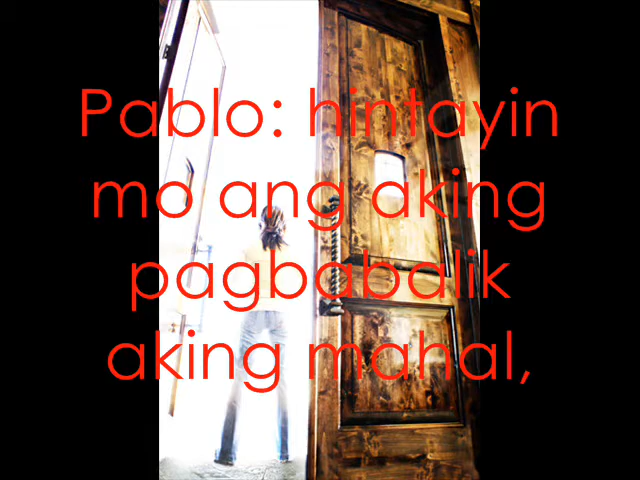 Pablo: hintayin
mo ang aking
pagbabalik
aking mahal,